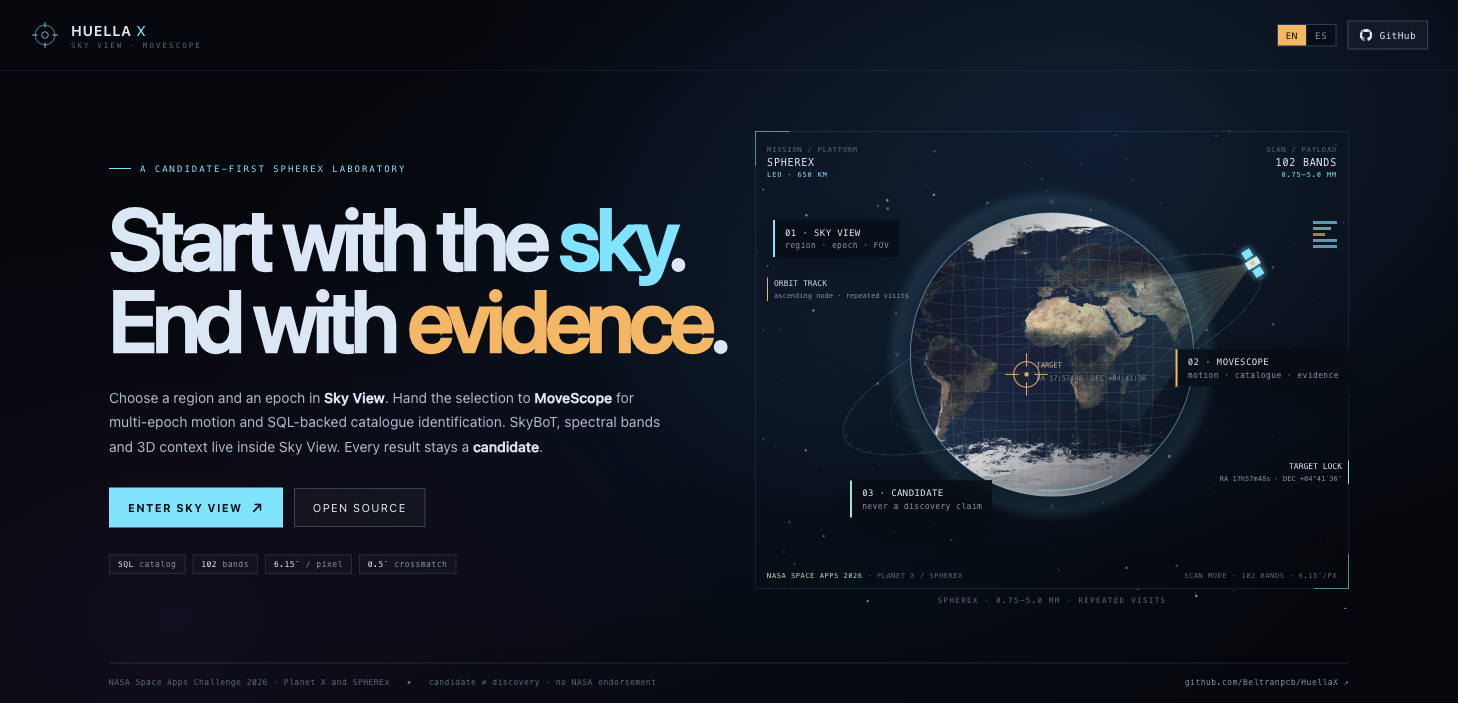 HUELLA X
SKY VIEW · MOVESCOPE
EN
ES
GitHub
A CANDIDATE-FIRST SPHEREX LABORATORY
Start with the sky.
End with evidence.
Choose a region and an epoch in Sky View. Hand the selection to MoveScope for
multi-epoch motion and SQL-backed catalogue identification. SkyBoT, spectral bands
and 3D context live inside Sky View. Every result stays a candidate.
ENTER SKY VIEW
OPEN SOURCE
SQL catalog
102 bands
6.15″ / pixel
0.5″ crossmatch
MISSION / PLATFORM
SPHEREX
LEO · 650 KM
SCAN / PAYLOAD
102 BANDS
0.75–5.0 MM
N
01 · SKY VIEW
region · epoch · FOV
ORBIT TRACK
ascending node · repeated visits
W
TARGET
RA 17:57:48 DEC +04:41:36
02 · MOVESCOPE
motion · catalogue · evidence
TARGET LOCK
RA 17h57m48s · DEC +04°41′36″
03 · CANDIDATE
never a discovery claim
S
NASA SPACE APPS 2026 · PLANET X / SPHEREX
SCAN MODE · 102 BANDS · 6.15″/PX
SPHEREX · 0.75–5.0 MM · REPEATED VISITS
NASA Space Apps Challenge 2026 · Planet X and SPHEREx
candidate ≠ discovery · no NASA endorsement
github.com/Beltranpcb/HuellaX ↗